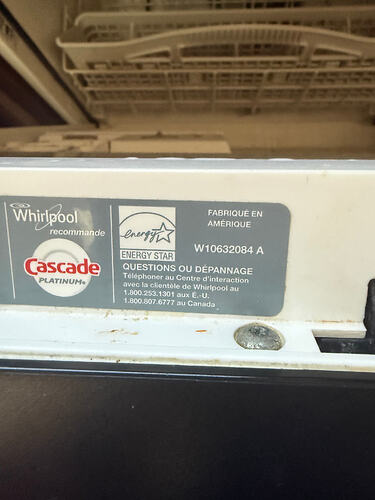 Whirlpool
recommande
Cascade
PLATINUM
energy
ENERGY STAR
FABRIQUÉ EN
AMÉRIQUE
W10632084 A
QUESTIONS OU DÉPANNAGE
Téléphoner au Centre d'interaction
avec la clientèle de Whirlpool au
1.800.253.1301 aux É.-U.
1.800.807.6777 au Canada